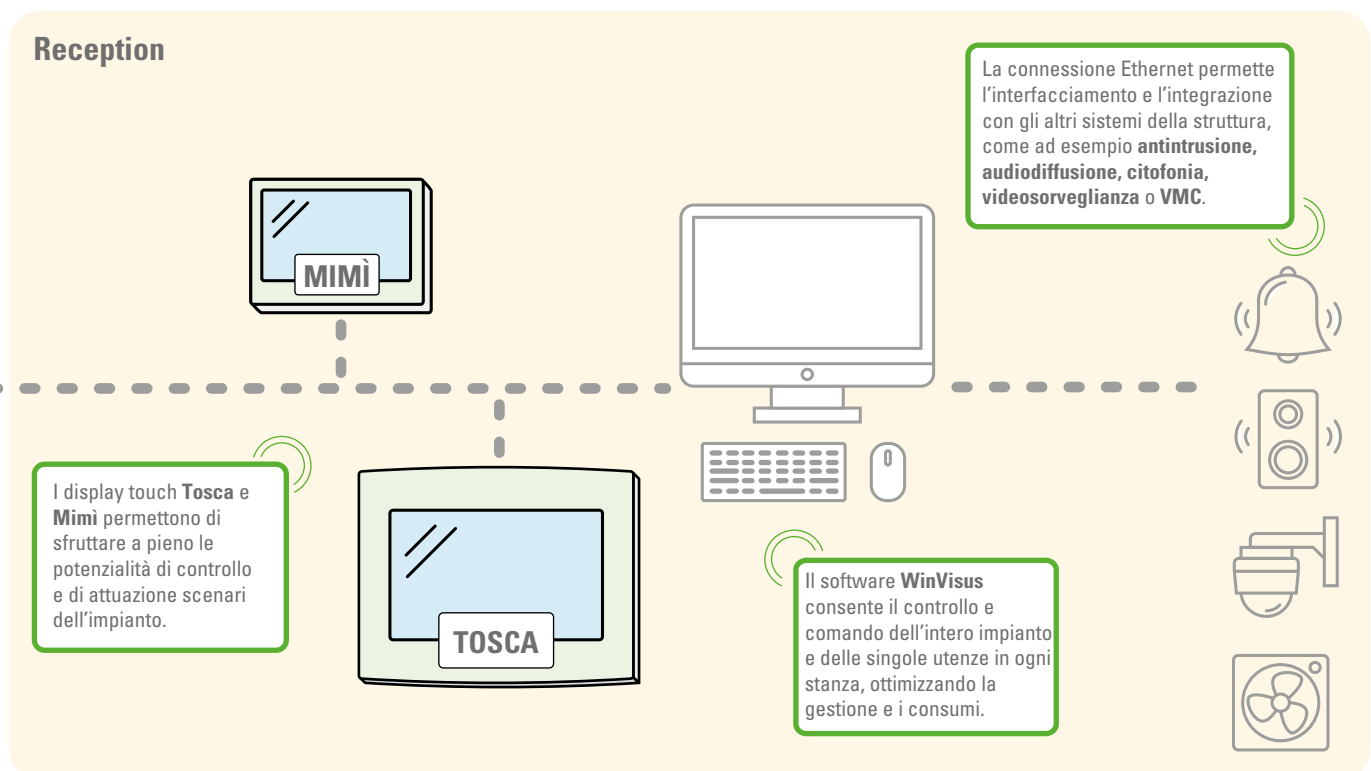 Reception
La connessione Ethernet permette
l'interfacciamento e l'integrazione
con gli altri sistemi della struttura,
come ad esempio antintrusione,
audiodiffusione, citofonia,
videosorveglianza o VMC.
MIMÌ
I display touch Tosca e
Mimì permettono di
sfruttare a pieno le
potenzialità di controllo
e di attuazione scenari
dell'impianto.
TOSCA
Il software WinVisus
consente il controllo e
comando dell'intero impianto
e delle singole utenze in ogni
stanza, ottimizzando la
gestione e i consumi.